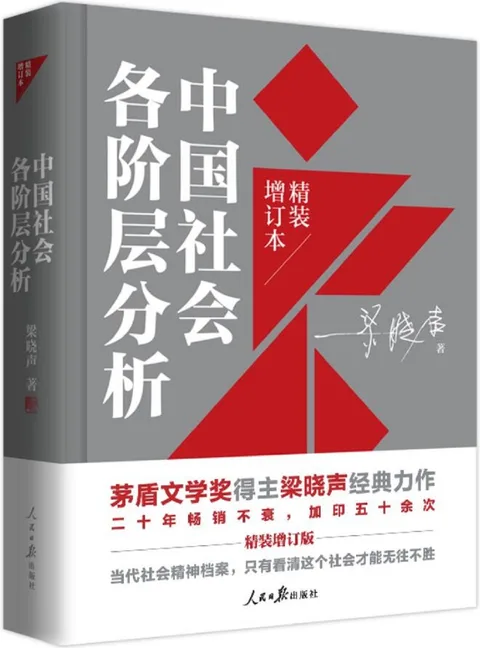 精装
增订本
中国社会
各阶层分析
梁晓声 著
中国社会
各阶层分析
精装
增订本
梁晓声
著
茅盾文学奖得主梁晓声经典力作
二十年畅销不衰，加印五十余次
精装增订版
当代社会精神档案，只有看清这个社会才能无往不胜
人民日报出版社
人民日报出版社